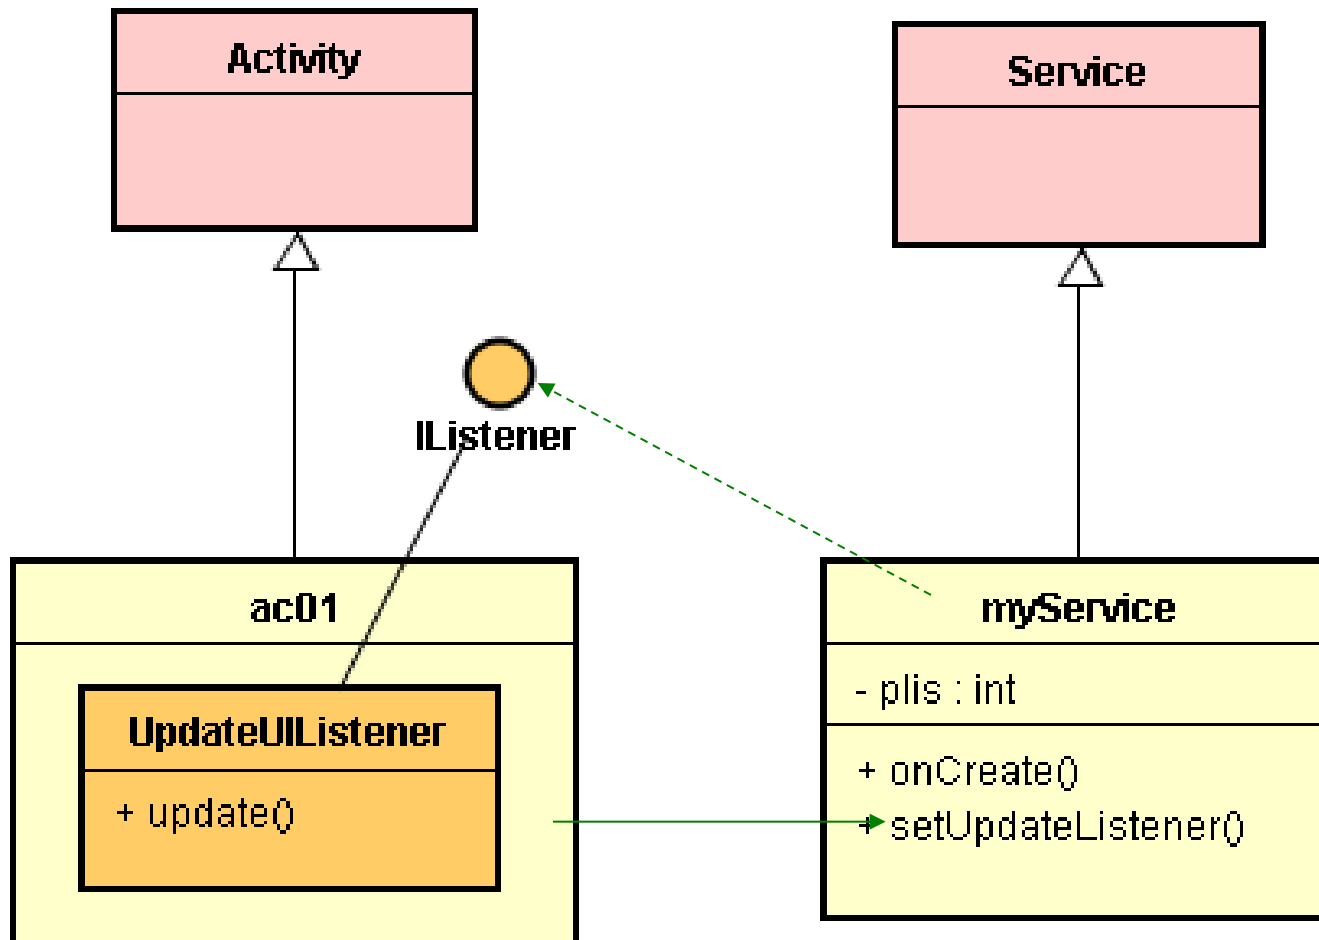 Activity
Service
IListener
ac01
myService
- plis : int
UpdateUIListener
+ update()
+ onCreate()
+ setUpdateListener()